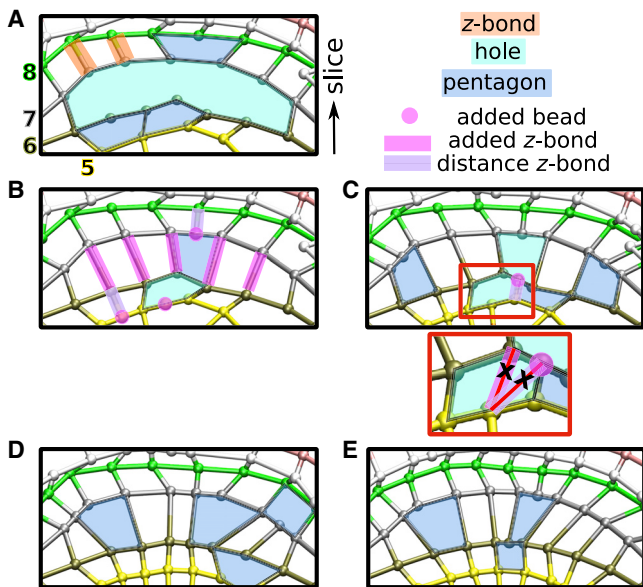 A
8
7
6
5
slice
z-bond
hole
pentagon
added bead
added z-bond
distance z-bond
B
C
x
x
D
E